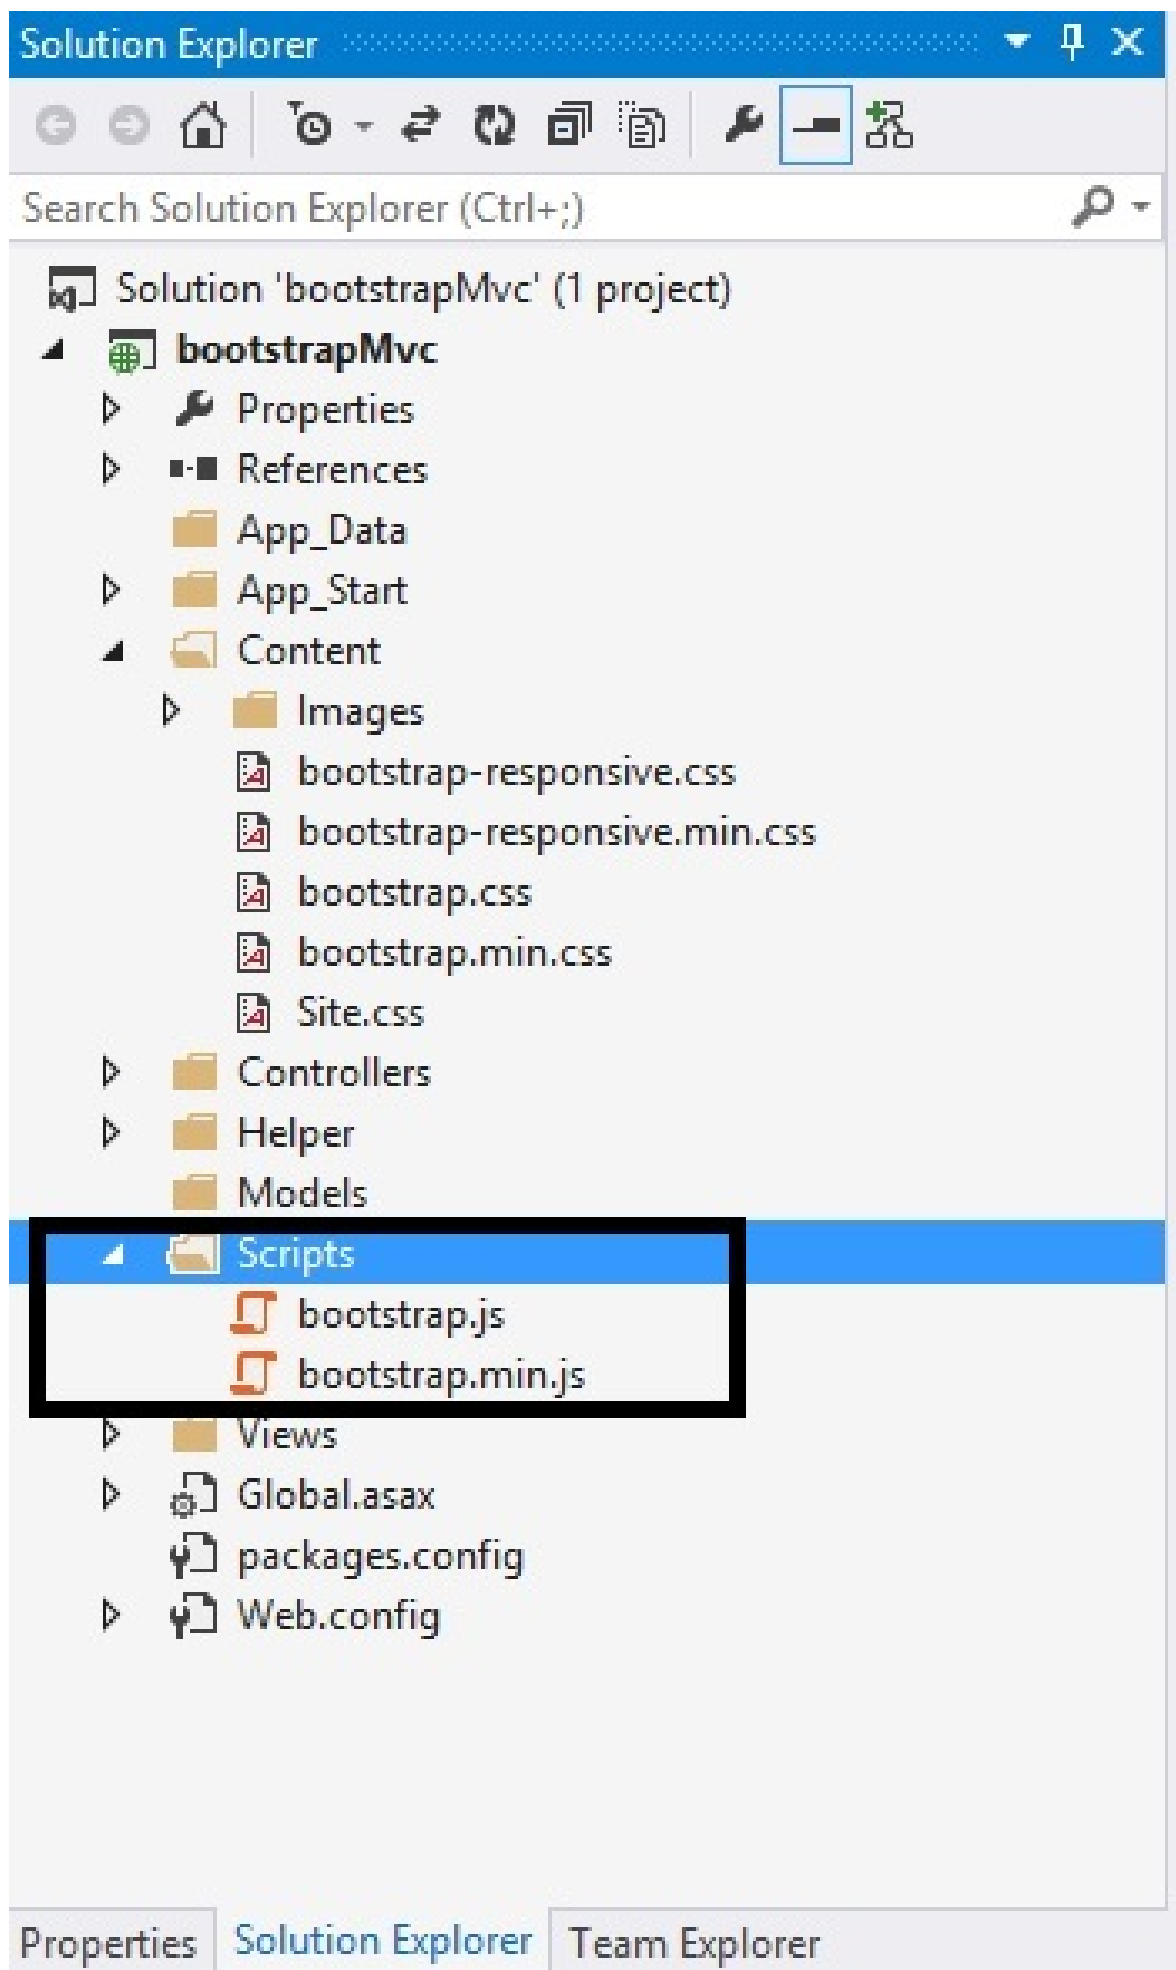 Solution Explorer
Search Solution Explorer (Ctrl+;)
Solution 'bootstrapMvc' (1 project)
bootstrapMvc
Properties
References
App_Data
App_Start
Content
Images
bootstrap-responsive.css
bootstrap-responsive.min.css
bootstrap.css
bootstrap.min.css
Site.css
Controllers
Helper
Models
Scripts
bootstrap.js
bootstrap.min.js
Views
Global.asax
packages.config
Web.config
Properties Solution Explorer Team Explorer